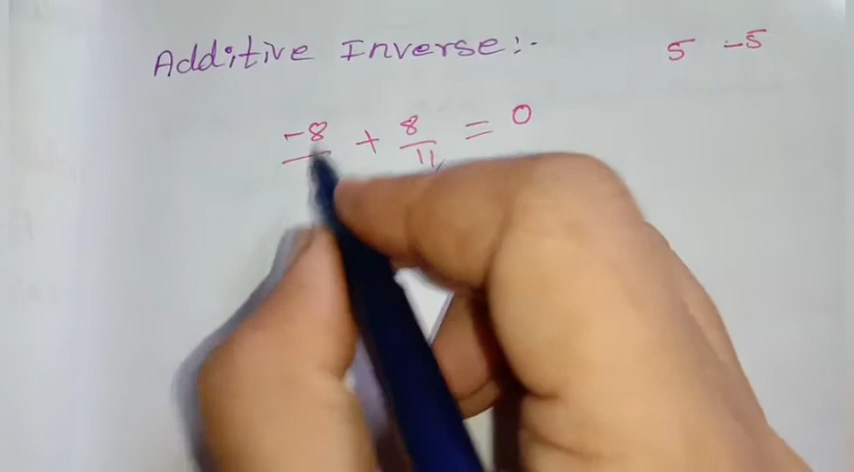 Additive Inverse:-
5 -5
-8/ + 8/11 = 0